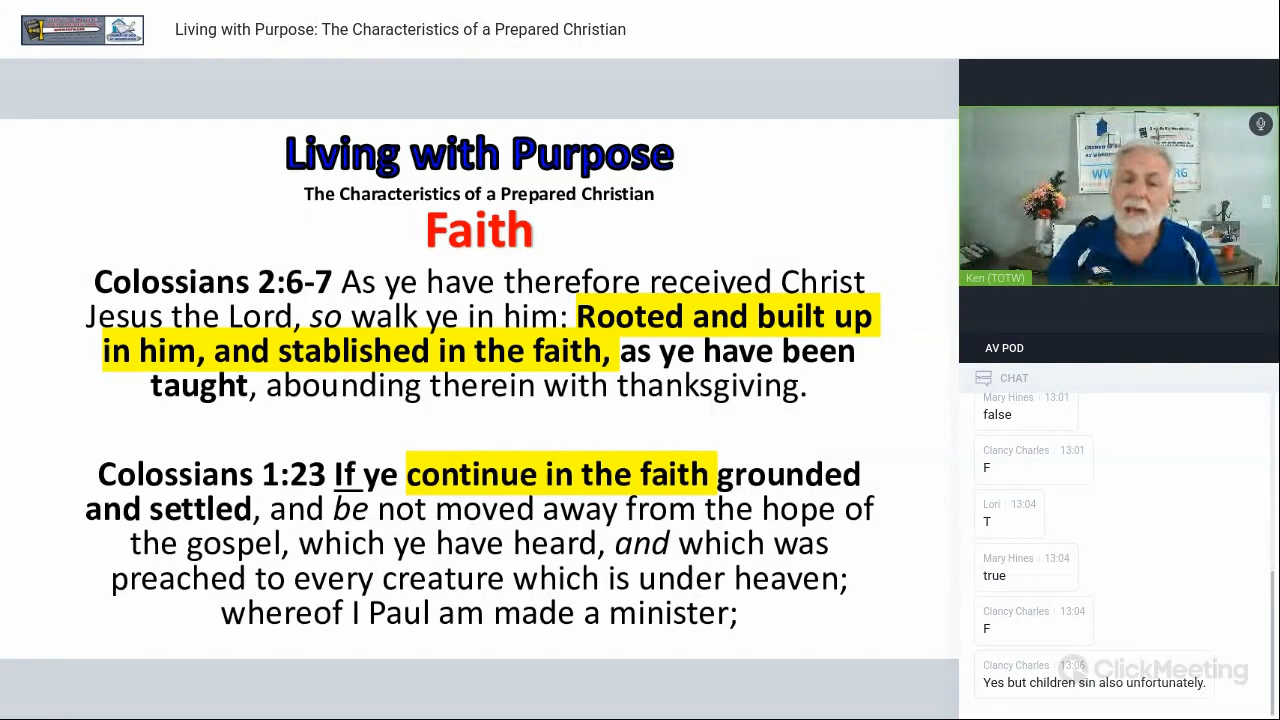 Living with Purpose: The Characteristics of a Prepared Christian
Living with Purpose
The Characteristics of a Prepared Christian
Faith
Colossians 2:6-7 As ye have therefore received Christ
Jesus the Lord, so walk ye in him: Rooted and built up
in him, and stablished in the faith, as ye have been
taught, abounding therein with thanksgiving.
Colossians 1:23 If ye continue in the faith grounded
and settled, and be not moved away from the hope of
the gospel, which ye have heard, and which was
preached to every creature which is under heaven;
whereof I Paul am made a minister;
Ken (TOTW)
AV POD
CHAT
Mary Hines 13:01
false
Clancy Charles 13:01
F
Lori 13:04
T
Mary Hines 13:04
true
Clancy Charles 13:04
F
Clancy Charles 13:06
Yes but children sin also unfortunately.
ClickMeeting